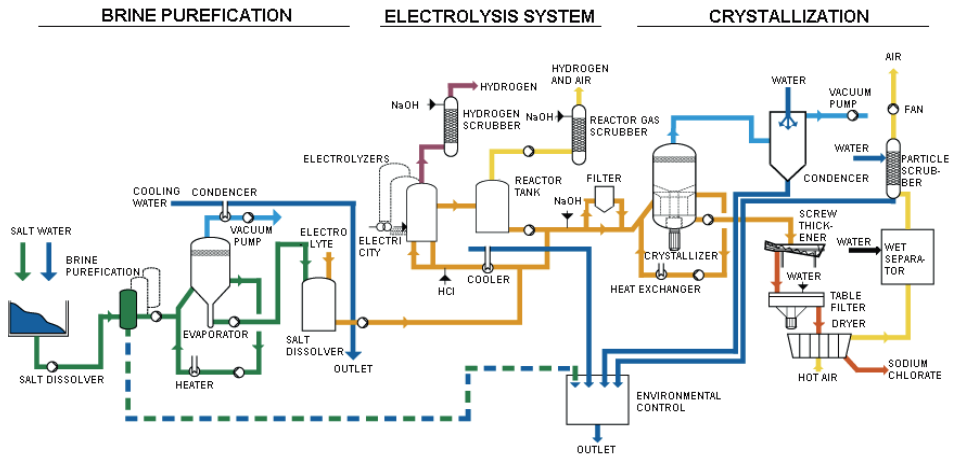 BRINE PUREFICATION
ELECTROLYSIS SYSTEM
CRYSTALLIZATION
HYDROGEN
NaOH
HYDROGEN
SCRUBBER
HYDROGEN
AND AIR
NaOH
REACTOR GAS
SCRUBBER
WATER
VACUUM
PUMP
AIR
FAN
WATER
PARTICLE
SCRUB-
BER
CONDENCER
ELECTROLYZERS
REACTOR
TANK
FILTER
NaOH
COOLING
WATER
CONDENCER
VACUUM
PUMP
ELECTRO
LYTE
ELECTRI
CITY
SALT WATER
BRINE
PUREFICATION
HCl
COOLER
CRYSTALLIZER
HEAT EXCHANGER
SCREW
THICK-
ENER
WATER
WET
SEPARA-
TOR
WATER
TABLE
FILTER
DRYER
EVAPORATOR
SALT
DISSOLVER
SALT DISSOLVER
HEATER
OUTLET
HOT AIR
SODIUM
CHLORATE
ENVIRONMENTAL
CONTROL
OUTLET